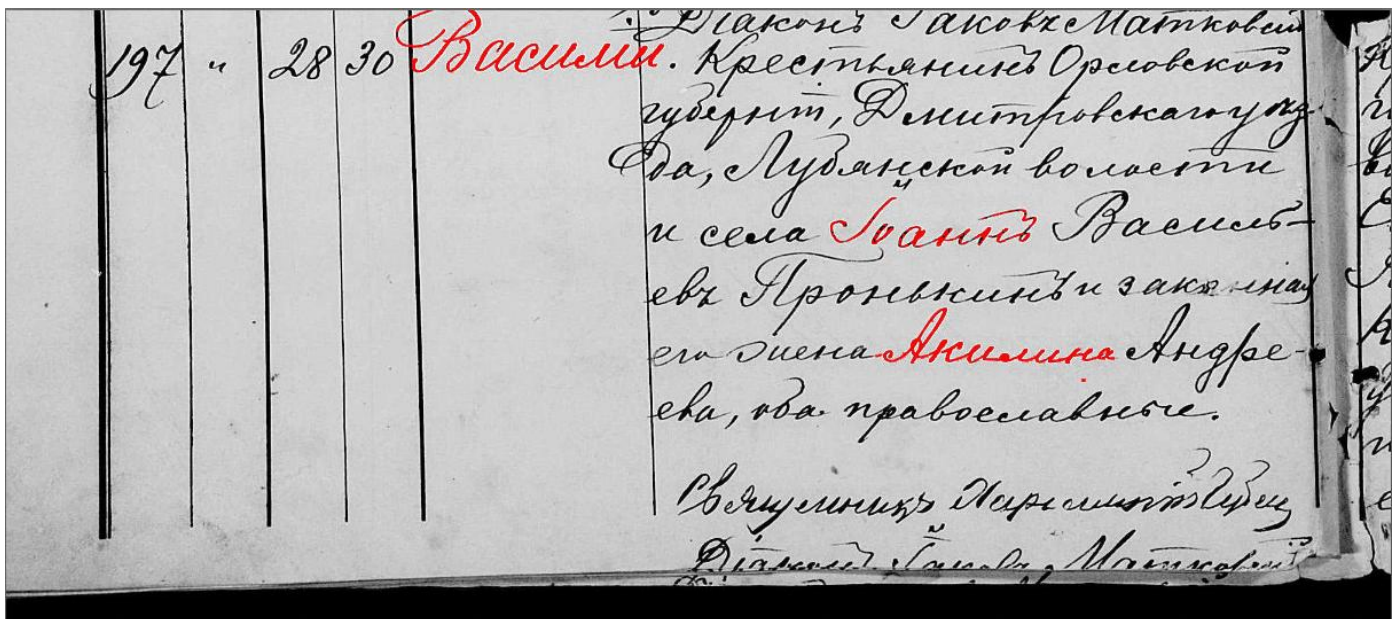 Діаконъ Іаковъ Матковскій
197 " 28 30 Василій. Крестьянинъ Орловской
губерніи, Дмитровскаго уѣз-
да, Лубянской волости
и села Іоаннъ Василь-
евъ Пронькинъ и законная
его жена Акилина Андре-
ева, оба православные.
Священникъ
Діаконъ Іаковъ Матковскій